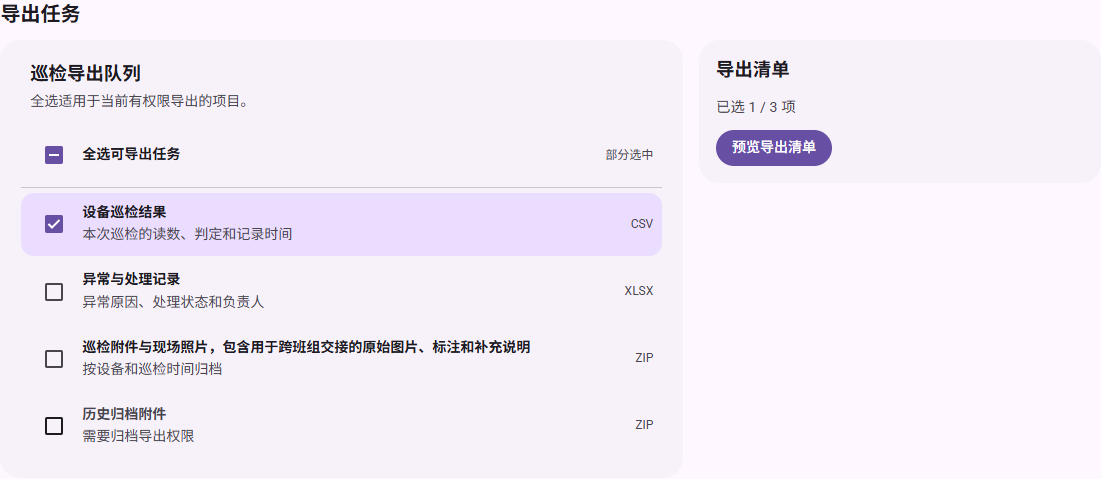 导出任务
巡检导出队列
全选适用于当前有权限导出的项目。
全选可导出任务
部分选中
设备巡检结果
本次巡检的读数、判定和记录时间
CSV
异常与处理记录
异常原因、处理状态和负责人
XLSX
巡检附件与现场照片，包含用于跨班组交接的原始图片、标注和补充说明
按设备和巡检时间归档
ZIP
历史归档附件
需要归档导出权限
ZIP
导出清单
已选 1 / 3 项
预览导出清单